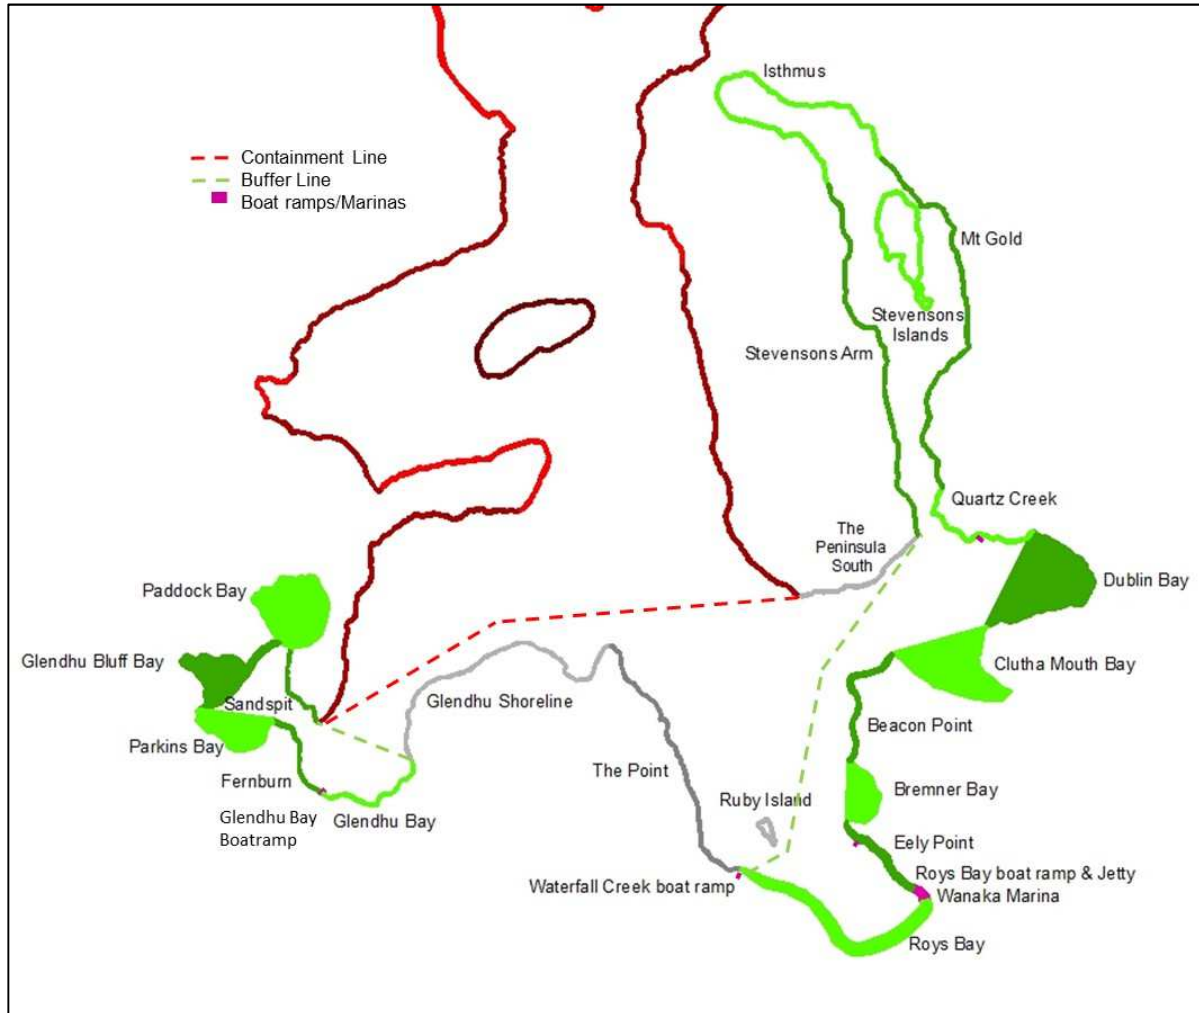 Isthmus
Containment Line
Buffer Line
Boat ramps/Marinas
Mt Gold
Stevensons
Islands
Stevensons Arm
Quartz Creek
The
Peninsula
South
Dublin Bay
Paddock Bay
Glendhu Bluff Bay
Clutha Mouth Bay
Sandspit
Glendhu Shoreline
Beacon Point
Parkins Bay
The Point
Fernburn
Bremner Bay
Ruby Island
Glendhu Bay
Boatramp
Glendhu Bay
Eely Point
Roys Bay boat ramp & Jetty
Waterfall Creek boat ramp
Wanaka Marina
Roys Bay